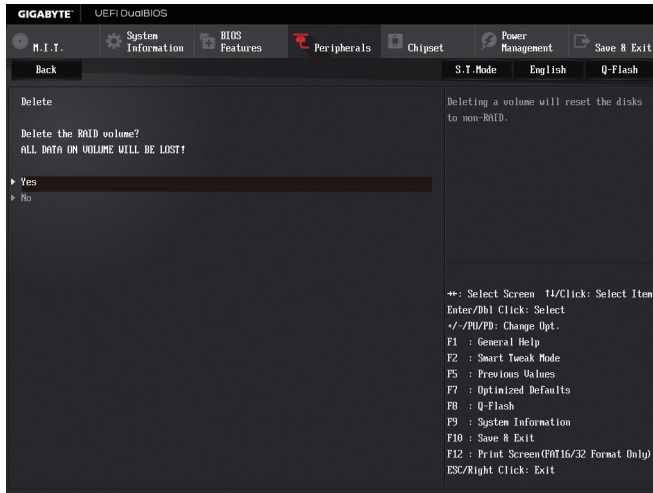 GIGABYTE™ UEFI DualBIOS
M.I.T.
System Information
BIOS Features
Peripherals
Chipset
Power Management
Save & Exit
Back
S.T.Mode English Q-Flash
Delete
Delete the RAID volume?
ALL DATA ON VOLUME WILL BE LOST!
Yes
No
Deleting a volume will reset the disks
to non-RAID.
→←: Select Screen ↑↓/Click: Select Item
Enter/Dbl Click: Select
+/-/PU/PD: Change Opt.
F1 : General Help
F2 : Smart Tweak Mode
F5 : Previous Values
F7 : Optimized Defaults
F8 : Q-Flash
F9 : System Information
F10 : Save & Exit
F12 : Print Screen(FAT16/32 Format Only)
ESC/Right Click: Exit